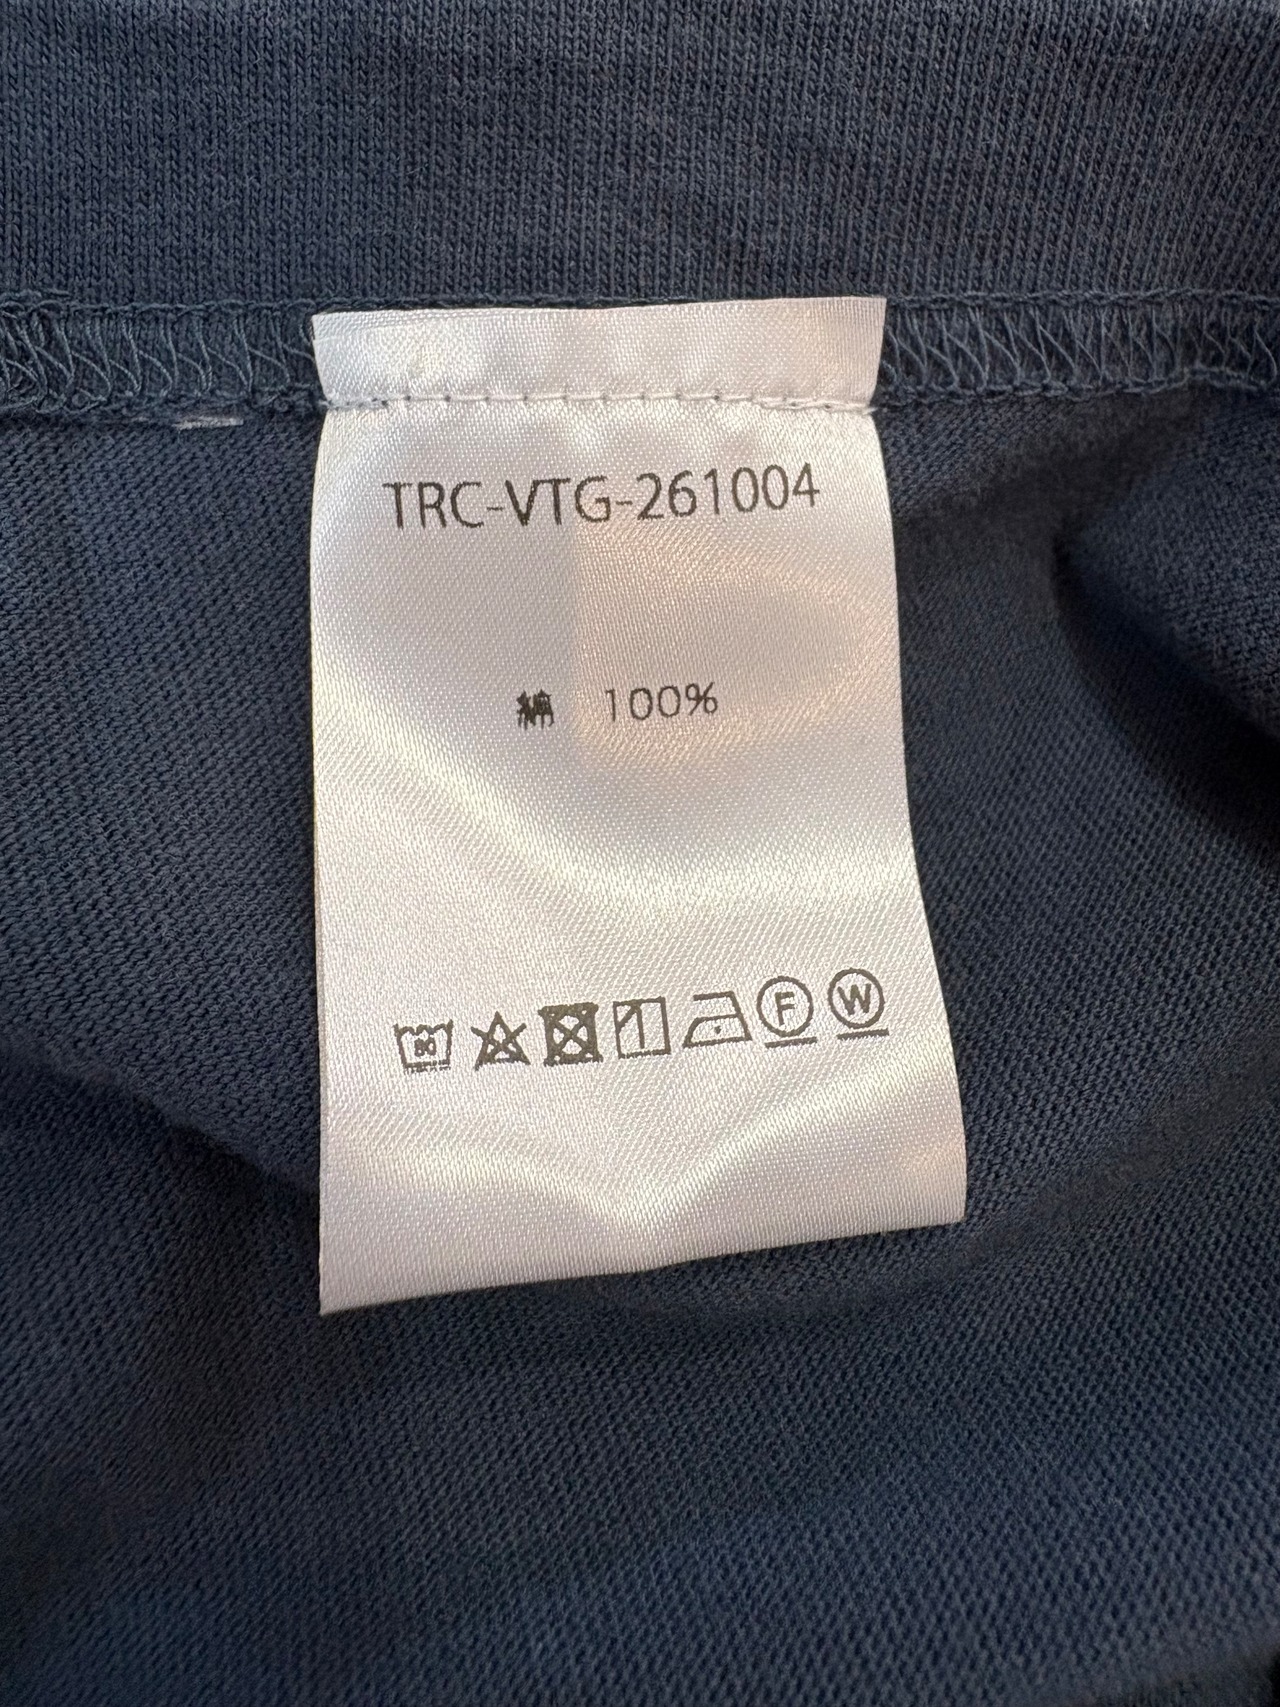 TRC-VTG-261004
綿 100%
F W